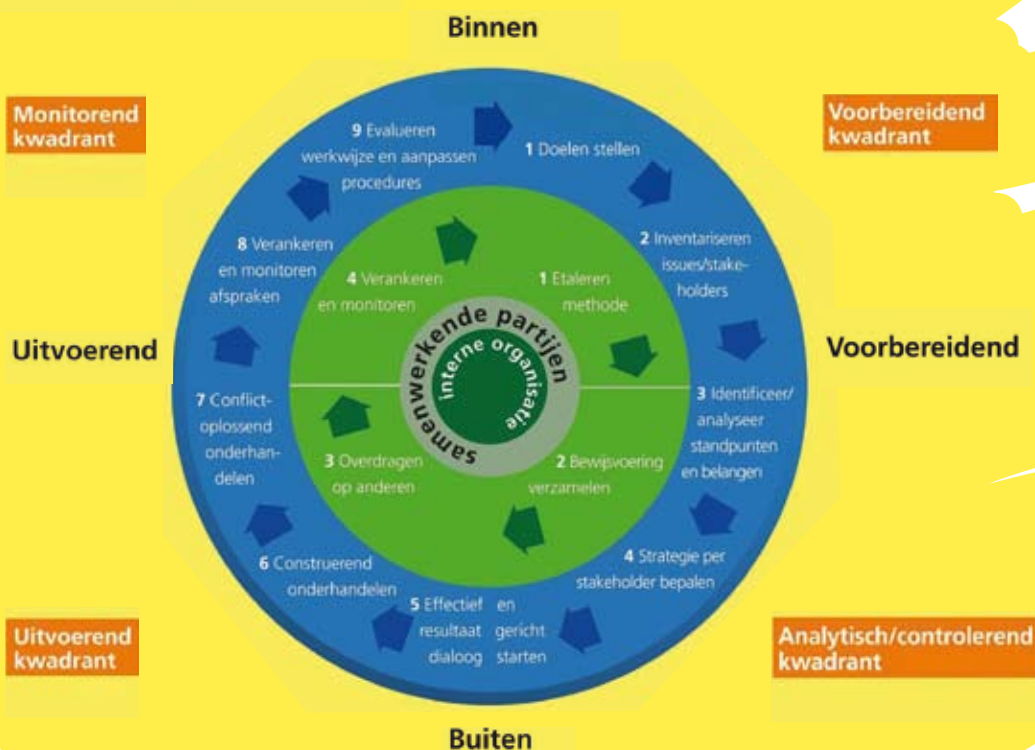 Binnen
Monitorend
kwadrant
Voorbereidend
kwadrant
9 Evalueren
werkwijze en aanpassen
procedures
1 Doelen stellen
8 Verankeren
en monitoren
afspraken
2 Inventariseren
issues/stake-
holders
4 Verankeren
en monitoren
1 Etaleren
methode
samenwerkende partijen
interne organisatie
Uitvoerend
Voorbereidend
7 Conflict-
oplossend
onderhan-
delen
3 Identificeer/
analyseer
standpunten
en belangen
3 Overdragen
op anderen
2 Bewijsvoering
verzamelen
6 Construerend
onderhandelen
4 Strategie per
stakeholder bepalen
5 Effectief en
resultaat gericht
dialoog starten
Uitvoerend
kwadrant
Analytisch/controlerend
kwadrant
Buiten